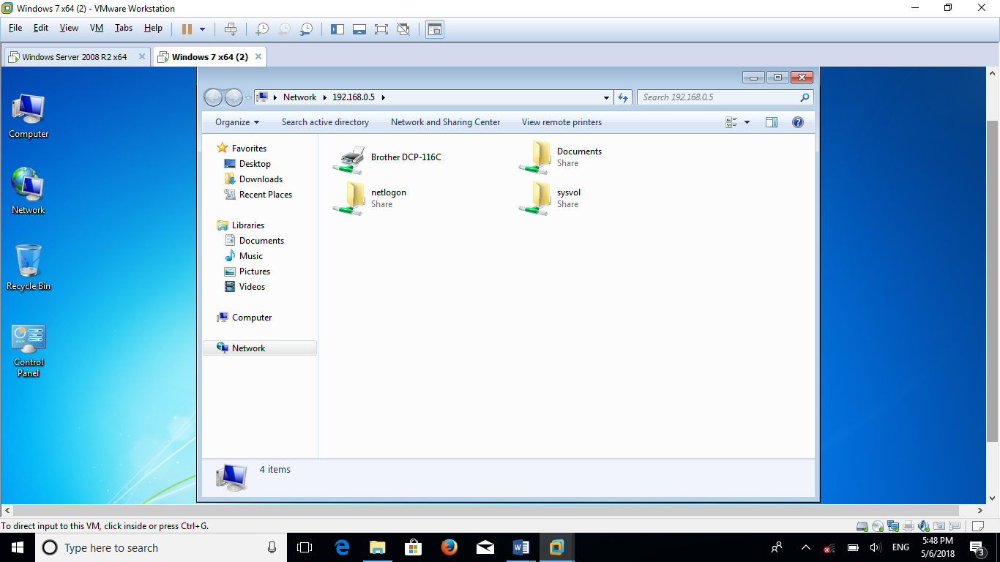 Windows 7 x64 (2) - VMware Workstation
File Edit View VM Tabs Help
Windows Server 2008 R2 x64
Windows 7 x64 (2)
Network 192.168.0.5
Search 192.168.0.5
Organize Search active directory Network and Sharing Center View remote printers
Computer
Network
Recycle Bin
Control
Panel
Favorites
Desktop
Downloads
Recent Places
Libraries
Documents
Music
Pictures
Videos
Computer
Network
Brother DCP-116C
Documents
Share
netlogon
Share
sysvol
Share
4 items
To direct input to this VM, click inside or press Ctrl+G.
Type here to search
ENG
5:48 PM
5/6/2018
3